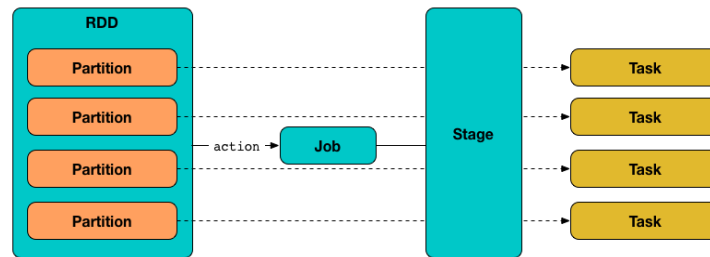 RDD
Partition
Partition
Partition
Partition
action
Job
Stage
Task
Task
Task
Task